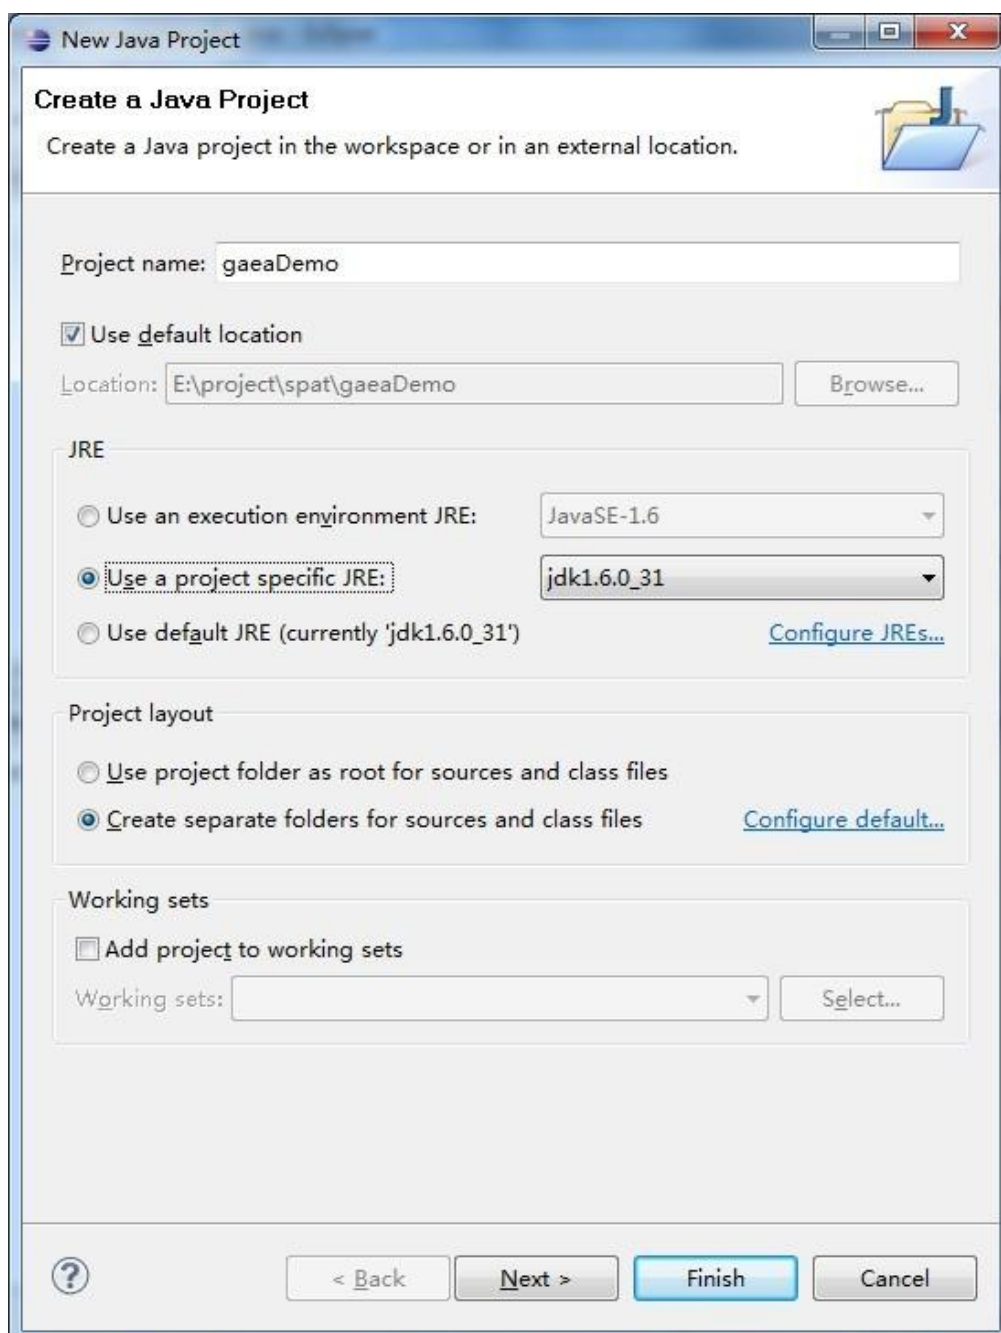 New Java Project
Create a Java Project
Create a Java project in the workspace or in an external location.
Project name: gaeaDemo
Use default location
Location: E:\project\spat\gaeaDemo Browse...
JRE
Use an execution environment JRE: JavaSE-1.6
Use a project specific JRE: jdk1.6.0_31
Use default JRE (currently 'jdk1.6.0_31') Configure JREs...
Project layout
Use project folder as root for sources and class files
Create separate folders for sources and class files Configure default...
Working sets
Add project to working sets
Working sets: Select...
? < Back Next > Finish Cancel